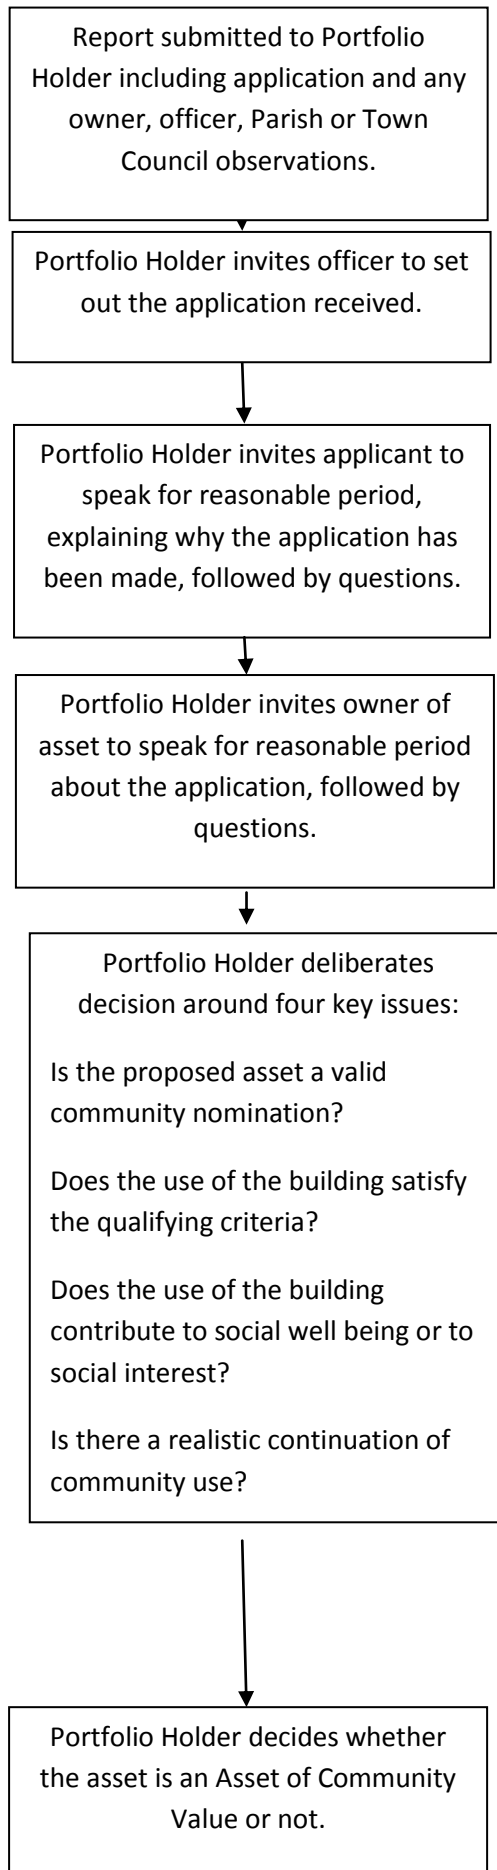 Report submitted to Portfolio
Holder including application and any
owner, officer, Parish or Town
Council observations.
Portfolio Holder invites officer to set
out the application received.
Portfolio Holder invites applicant to
speak for reasonable period,
explaining why the application has
been made, followed by questions.
Portfolio Holder invites owner of
asset to speak for reasonable period
about the application, followed by
questions.
Portfolio Holder deliberates
decision around four key issues:
Is the proposed asset a valid
community nomination?
Does the use of the building satisfy
the qualifying criteria?
Does the use of the building
contribute to social well being or to
social interest?
Is there a realistic continuation of
community use?
Portfolio Holder decides whether
the asset is an Asset of Community
Value or not.